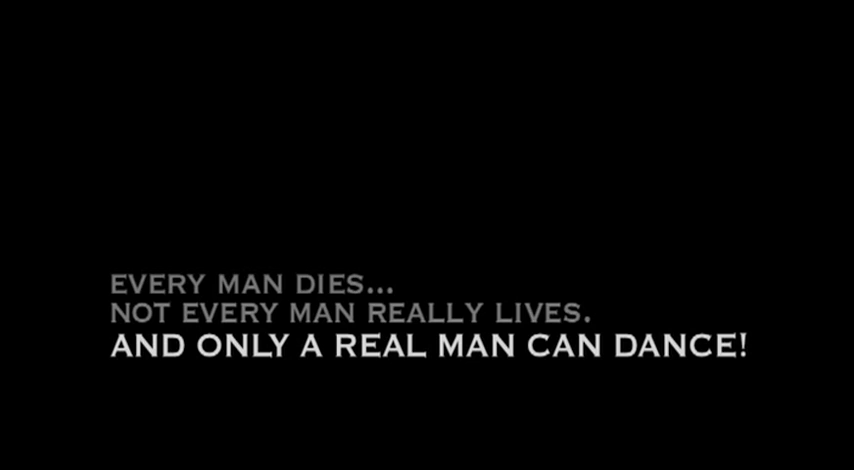 EVERY MAN DIES...
NOT EVERY MAN REALLY LIVES.
AND ONLY A REAL MAN CAN DANCE!